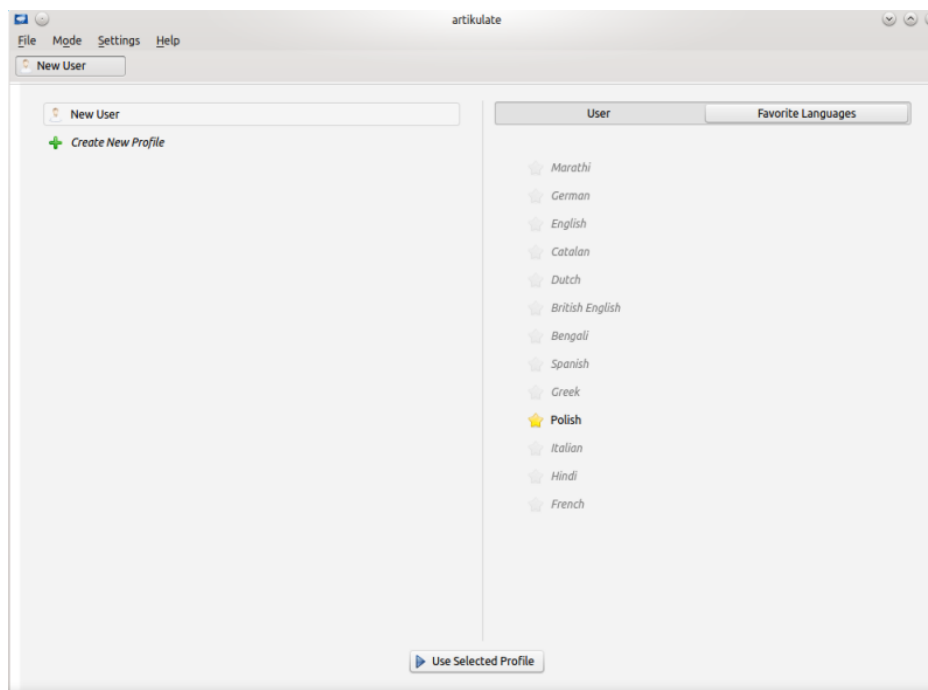 artikulate
File Mode Settings Help
New User
New User
Create New Profile
User Favorite Languages
Marathi
German
English
Catalan
Dutch
British English
Bengali
Spanish
Greek
Polish
Italian
Hindi
French
Use Selected Profile